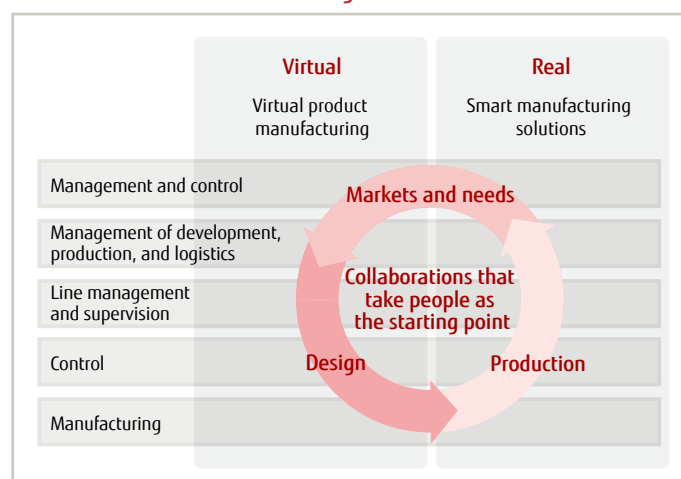 Virtual
Real
Virtual product
manufacturing
Smart manufacturing
solutions
Management and control
Markets and needs
Management of development,
production, and logistics
Collaborations that
take people as
the starting point
Line management
and supervision
Control
Design
Production
Manufacturing